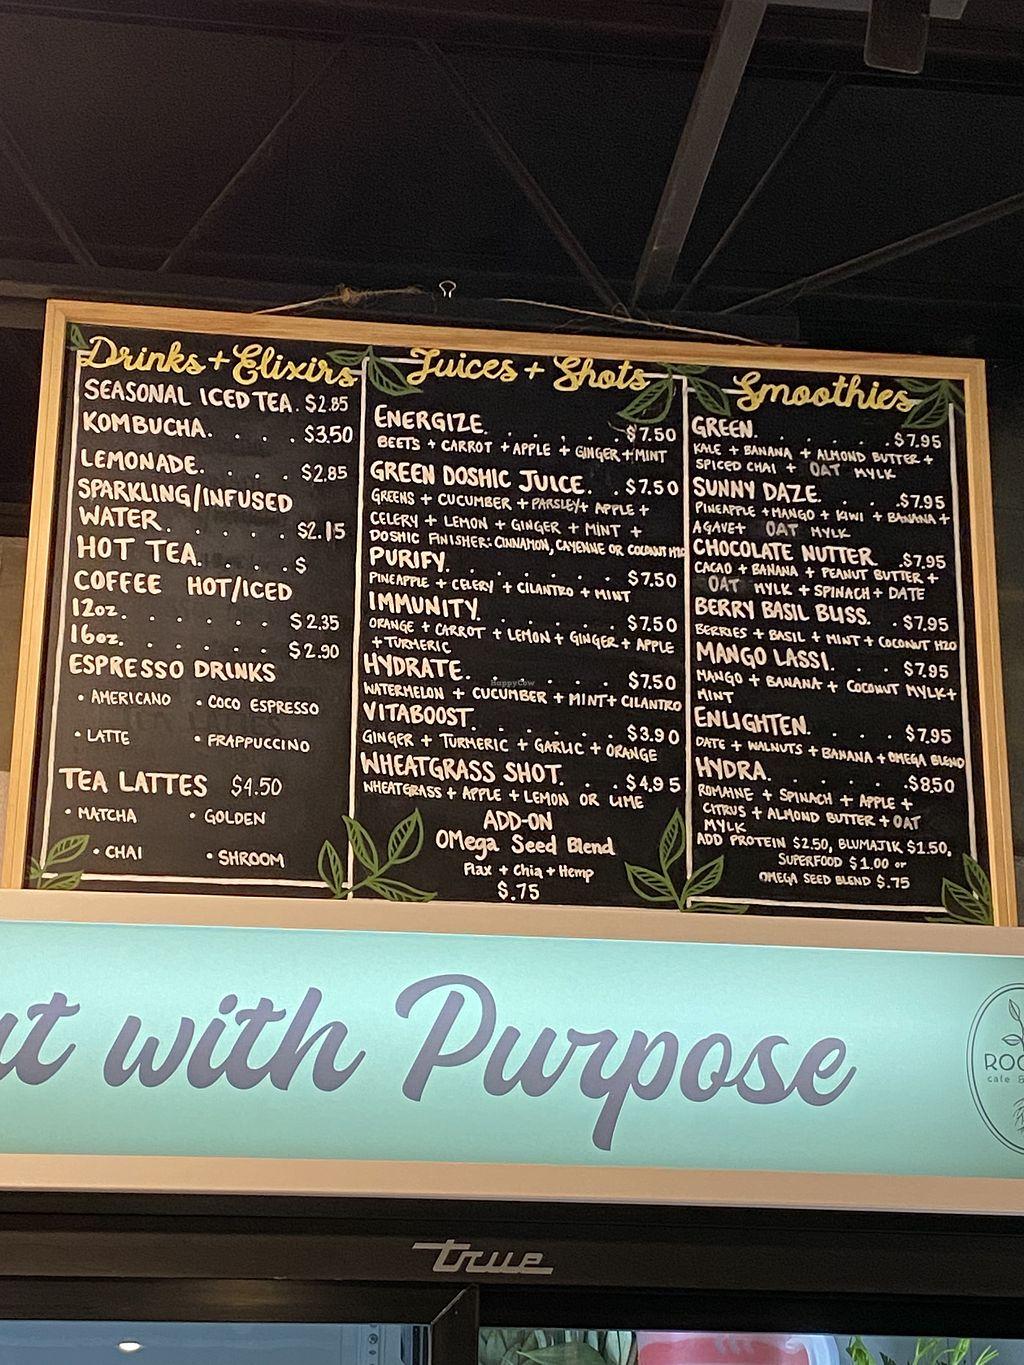 Drinks + Elixirs
SEASONAL ICED TEA. $2.85
KOMBUCHA. . . . $3.50
LEMONADE. . . . $2.85
SPARKLING/INFUSED
WATER. . . . . $2.15
HOT TEA. . . . $
COFFEE HOT/ICED
12oz. . . . . . . $2.35
16oz. . . . . . . $2.90
ESPRESSO DRINKS
• AMERICANO • COCO ESPRESSO
• LATTE • FRAPPUCCINO
TEA LATTES $4.50
• MATCHA • GOLDEN
• CHAI • SHROOM
Juices + Shots
ENERGIZE. . . . . . $7.50
BEETS + CARROT + APPLE + GINGER + MINT
GREEN DOSHIC JUICE. . $7.50
GREENS + CUCUMBER + PARSLEY + APPLE +
CELERY + LEMON + GINGER + MINT +
DOSHIC FINISHER: CINNAMON, CAYENNE OR COCONUT H2O
PURIFY. . . . . . . $7.50
PINEAPPLE + CELERY + CILANTRO + MINT
IMMUNITY. . . . . . $7.50
ORANGE + CARROT + LEMON + GINGER + APPLE
+ TURMERIC
HYDRATE. . . . . . $7.50
WATERMELON + CUCUMBER + MINT + CILANTRO
VITABOOST. . . . . . $3.90
GINGER + TURMERIC + GARLIC + ORANGE
WHEATGRASS SHOT. . . $4.95
WHEATGRASS + APPLE + LEMON OR LIME
ADD-ON
OMega Seed Blend
Flax + Chia + Hemp
$.75
Smoothies
GREEN. . . . . . . $7.95
KALE + BANANA + ALMOND BUTTER +
SPICED CHAI + OAT MYLK
SUNNY DAZE. . . . $7.95
PINEAPPLE + MANGO + KIWI + BANANA +
AGAVE + OAT MYLK
CHOCOLATE NUTTER .$7.95
CACAO + BANANA + PEANUT BUTTER +
OAT MYLK + SPINACH + DATE
BERRY BASIL BLISS. . $7.95
BERRIES + BASIL + MINT + COCONUT H2O
MANGO LASSI. . . . $7.95
MANGO + BANANA + COCONUT MYLK +
MINT
ENLIGHTEN. . . . . $7.95
DATE + WALNUTS + BANANA + OMEGA BLEND
HYDRA. . . . . . .$8.50
ROMAINE + SPINACH + APPLE +
CITRUS + ALMOND BUTTER + OAT
MYLK
ADD PROTEIN $2.50, BLUMAJIK $1.50,
SUPERFOOD $1.00 or
OMEGA SEED BLEND $.75
HappyCow
with Purpose
true